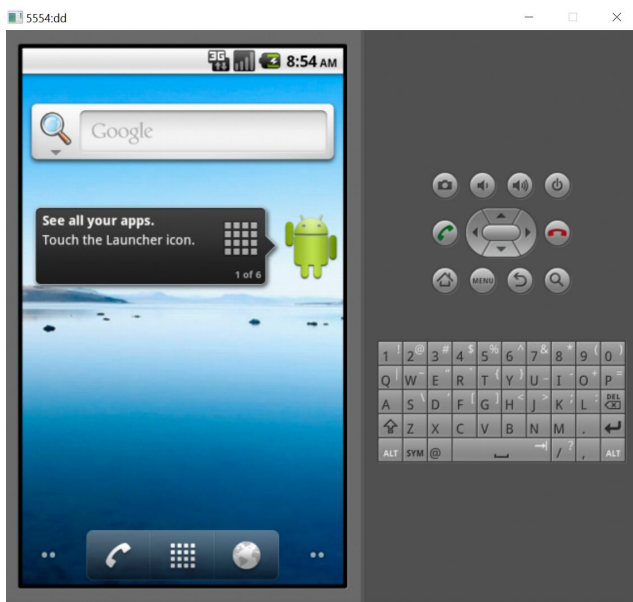 5554:dd
3G 8:54 AM
Google
See all your apps.
Touch the Launcher icon.
1 of 6
MENU
1 ! 2 @ 3 # 4 $ 5 % 6 ^ 7 & 8 * 9 ( 0 )
Q | W ~ E " R ` T { Y } U _ I - O + P =
A S \ D ' F [ G ] H < J > K ; L : DEL
Z X C V B N M .
ALT SYM @ / ? , ALT